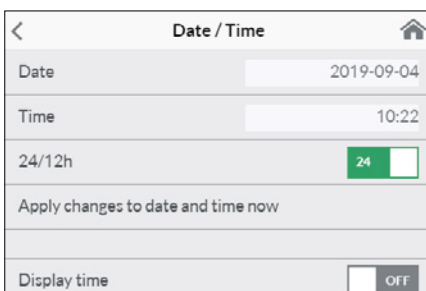 Date / Time
Date 2019-09-04
Time 10:22
24/12h 24
Apply changes to date and time now
Display time OFF